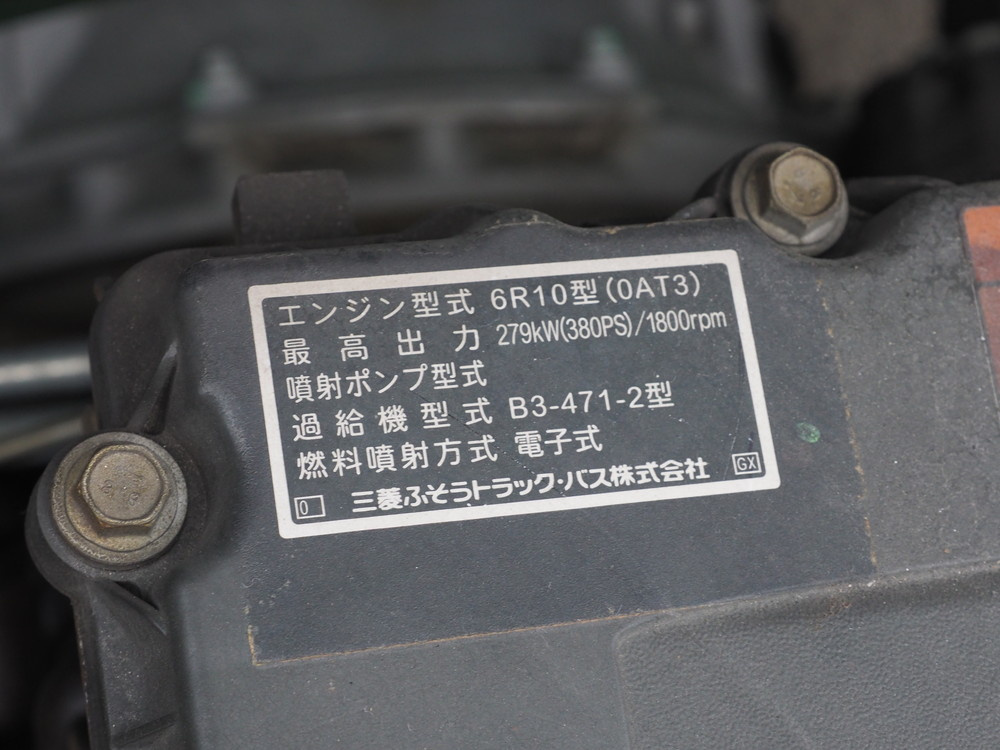 エンジン型式 6R10型(0AT3)
最高出力 279kW(380PS)/1800rpm
噴射ポンプ型式
過給機型式 B3-471-2型
燃料噴射方式 電子式
0 三菱ふそうトラック・バス株式会社 GX